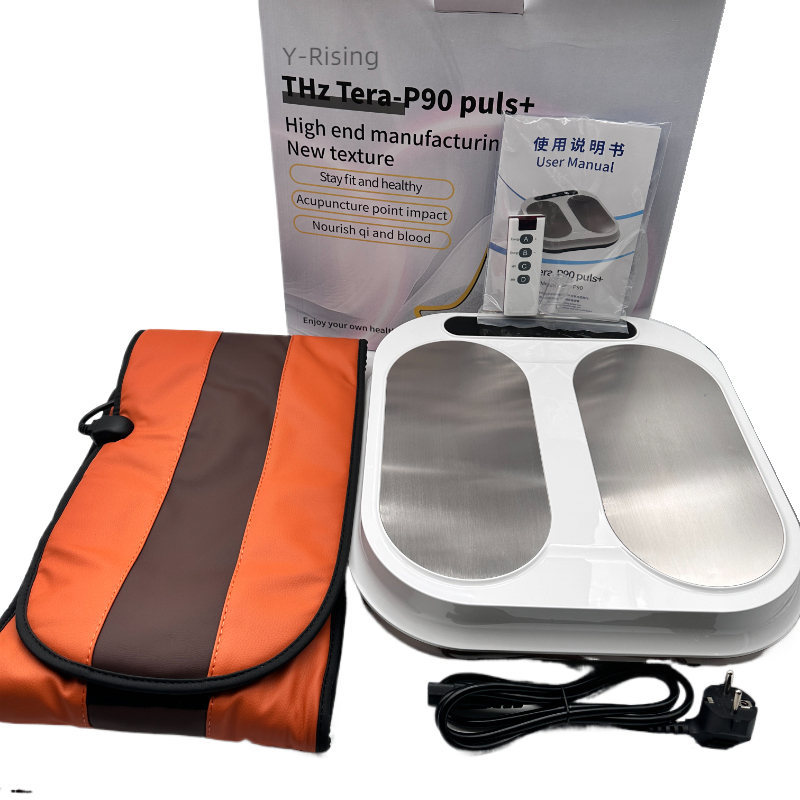 Y-Rising
THz Tera-P90 puls+
High end manufacturin
New texture
Stay fit and healthy
Acupuncture point impact
Nourish qi and blood
Enjoy your own healt
使用说明书
User Manual
era-P90 puls+
A
B
C
D